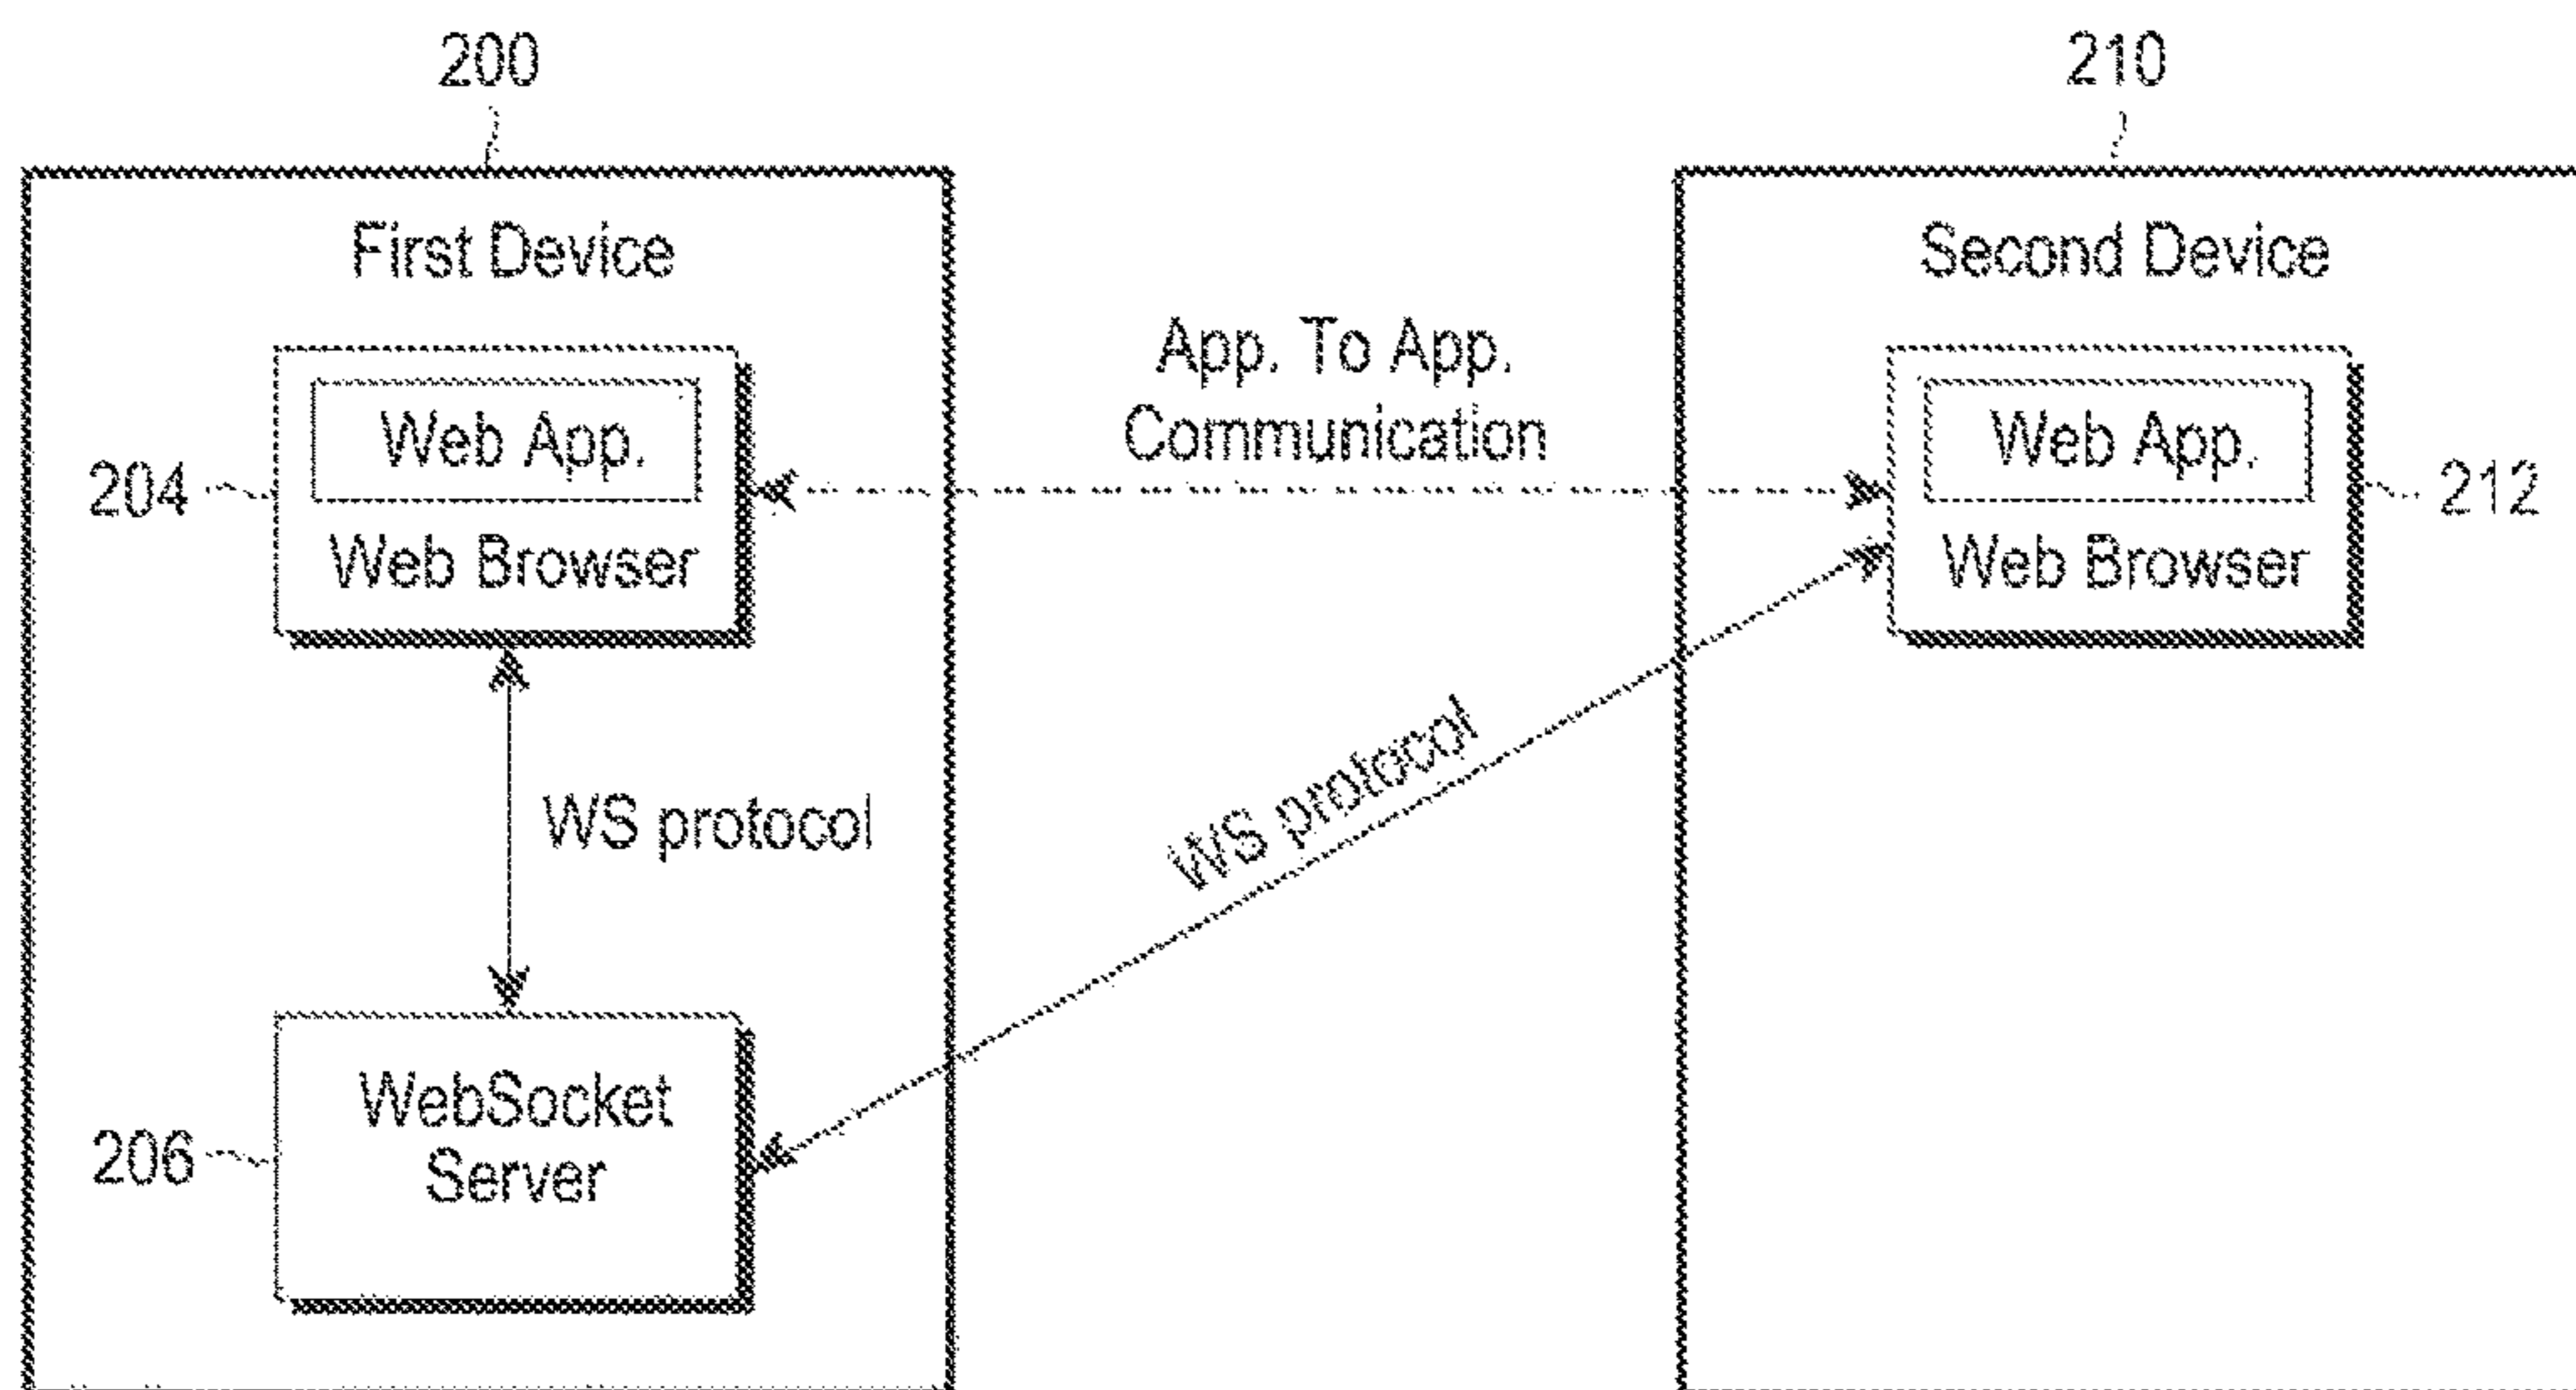 200
210
First Device
Second Device
App. To App.
Communication
Web App.
Web App.
204
212
Web Browser
Web Browser
WS protocol
WS protocol
WebSocket
Server
206